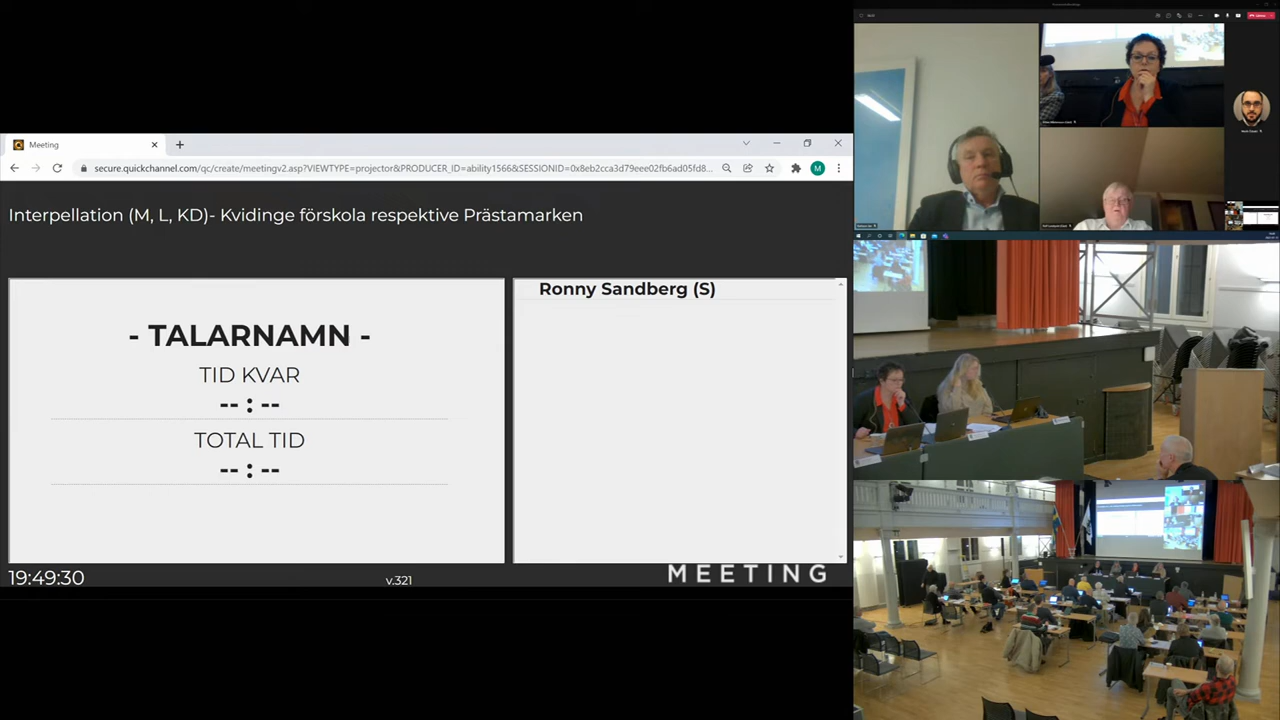 Meeting
secure.quickchannel.com/qc/create/meetingv2.asp?VIEWTYPE=projector&PRODUCER_ID=ability1566&SESSIONID=0x8eb2cca3d79eee02fb6ad05fd8...
M
Interpellation (M, L, KD)- Kvidinge förskola respektive Prästamarken
- TALARNAMN -
TID KVAR
-- : --
TOTAL TID
-- : --
Ronny Sandberg (S)
19:49:30
v.321
MEETING